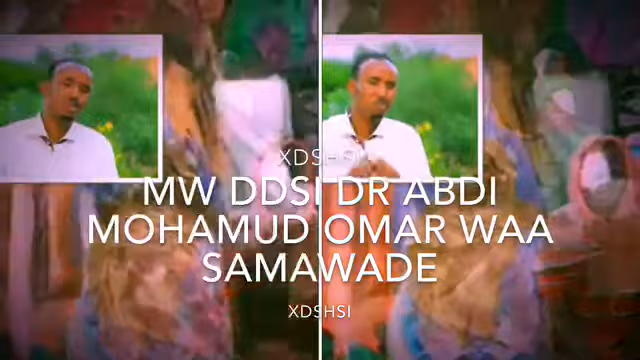 XDSHSI
MW DDSI DR ABDI
MOHAMUD OMAR WAA
SAMAWADE
XDSHSI